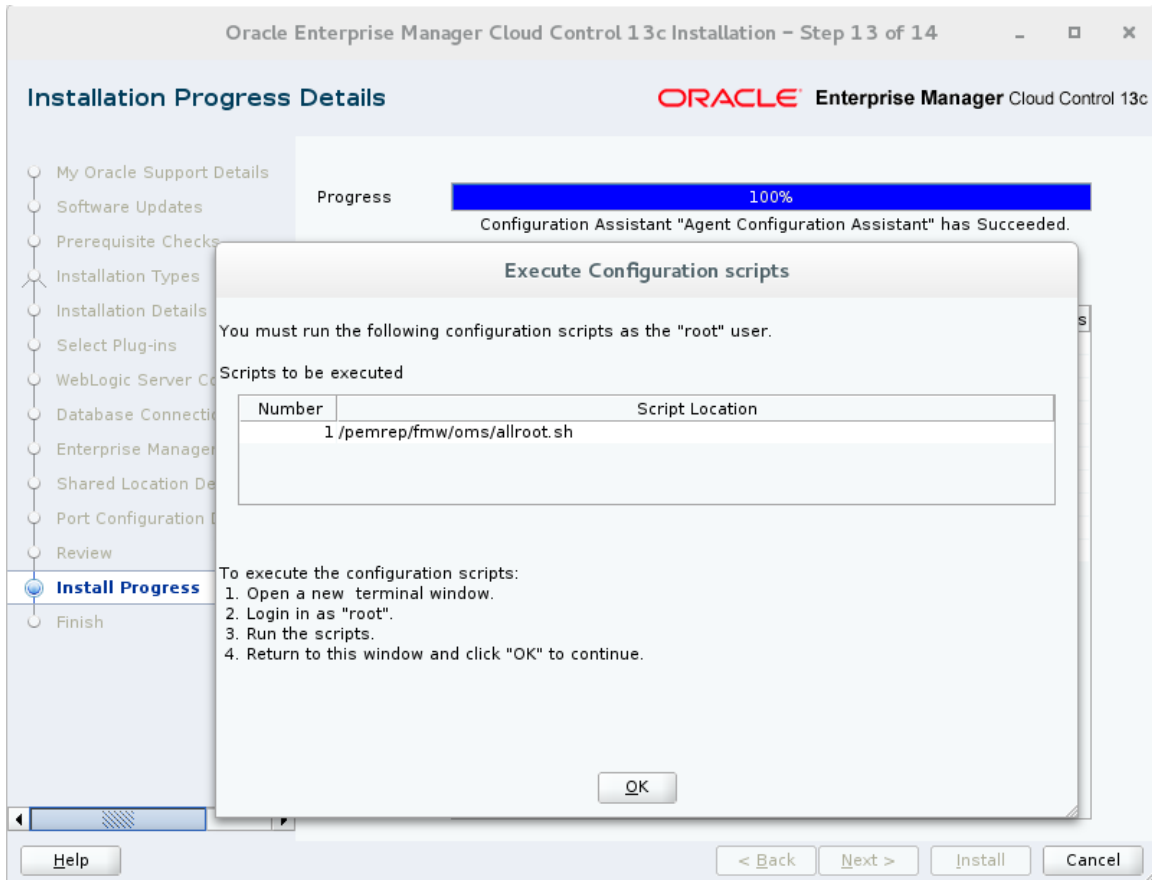 Oracle Enterprise Manager Cloud Control 13c Installation – Step 13 of 14
Installation Progress Details
ORACLE Enterprise Manager Cloud Control 13c
My Oracle Support Details
Software Updates
Prerequisite Checks
Installation Types
Installation Details
Select Plug-ins
WebLogic Server
Database
Enterprise Manager
Shared Location
Port Configuration
Review
Install Progress
Finish
Progress
100%
Configuration Assistant "Agent Configuration Assistant" has Succeeded.
Execute Configuration scripts
You must run the following configuration scripts as the "root" user.
Scripts to be executed
Number Script Location
1 /pemrep/fmw/oms/allroot.sh
To execute the configuration scripts:
1. Open a new terminal window.
2. Login in as "root".
3. Run the scripts.
4. Return to this window and click "OK" to continue.
OK
Help
< Back
Next >
Install
Cancel